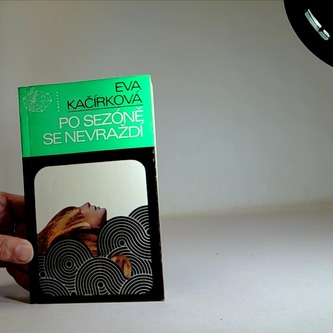 EVA
KAČÍRKOVÁ
PO SEZÓNĚ
SE NEVRAŽDÍ